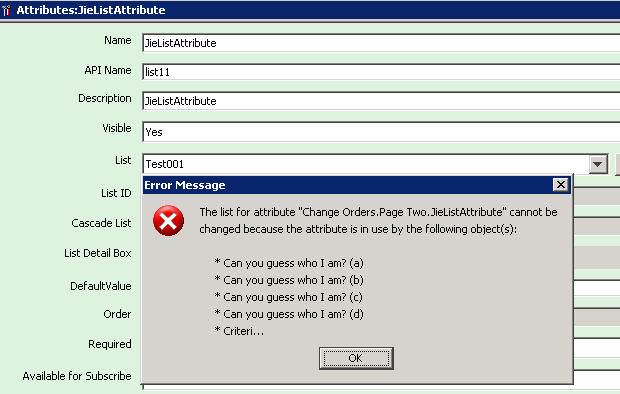 Attributes:JieListAttribute
Name JieListAttribute
API Name list11
Description JieListAttribute
Visible Yes
List Test001
List ID
Cascade List
List Detail Box
DefaultValue
Order
Required
Available for Subscribe
Error Message
The list for attribute "Change Orders.Page Two.JieListAttribute" cannot be
changed because the attribute is in use by the following object(s):
* Can you guess who I am? (a)
* Can you guess who I am? (b)
* Can you guess who I am? (c)
* Can you guess who I am? (d)
* Criteri...
OK